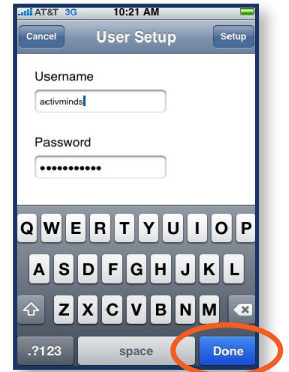 AT&T 3G 10:21 AM
Cancel User Setup Setup
Username
activminds
Password
•••••••••••
Q W E R T Y U I O P
A S D F G H J K L
Z X C V B N M
.?123 space Done